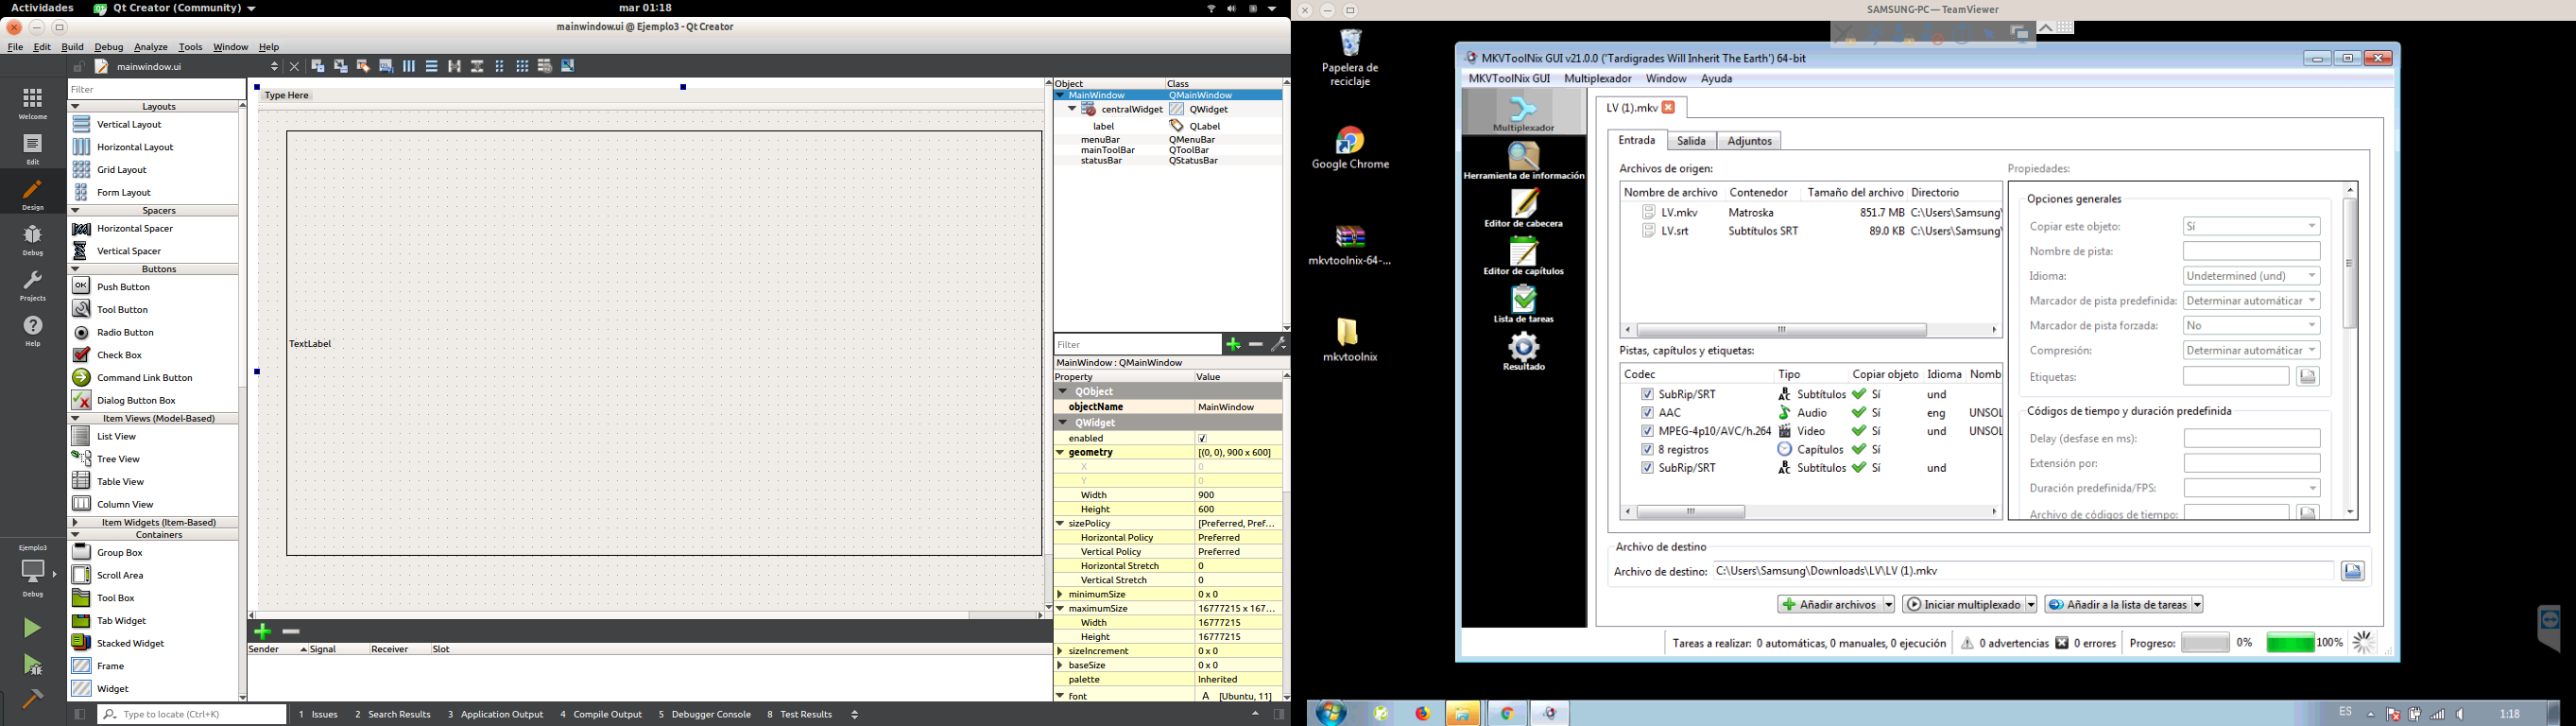 Actividades
Qt Creator (Community)
mar 01:18
mainwindow.ui @ Ejemplo3 - Qt Creator
File Edit Build Debug Analyze Tools Window Help
mainwindow.ui
Welcome
Edit
Design
Debug
Projects
Help
Ejemplo3
Debug
Filter
Layouts
Vertical Layout
Horizontal Layout
Grid Layout
Form Layout
Spacers
Horizontal Spacer
Vertical Spacer
Buttons
Push Button
Tool Button
Radio Button
Check Box
Command Link Button
Dialog Button Box
Item Views (Model-Based)
List View
Tree View
Table View
Column View
Item Widgets (Item-Based)
Containers
Group Box
Scroll Area
Tool Box
Tab Widget
Stacked Widget
Frame
Widget
Type Here
TextLabel
Sender Signal Receiver Slot
Object Class
MainWindow QMainWindow
centralWidget QWidget
label QLabel
menuBar QMenuBar
mainToolBar QToolBar
statusBar QStatusBar
Filter
MainWindow : QMainWindow
Property Value
QObject
objectName MainWindow
QWidget
enabled
geometry [(0, 0), 900 x 600]
X 0
Y 0
Width 900
Height 600
sizePolicy [Preferred, Pref...
Horizontal Policy Preferred
Vertical Policy Preferred
Horizontal Stretch 0
Vertical Stretch 0
minimumSize 0 x 0
maximumSize 16777215 x 167...
Width 16777215
Height 16777215
sizeIncrement 0 x 0
baseSize 0 x 0
palette Inherited
font A [Ubuntu, 11]
Type to locate (Ctrl+K)
1 Issues 2 Search Results 3 Application Output 4 Compile Output 5 Debugger Console 8 Test Results
SAMSUNG-PC — TeamViewer
Papelera de
reciclaje
Google Chrome
mkvtoolnix-64-...
mkvtoolnix
MKVToolNix GUI v21.0.0 ('Tardigrades Will Inherit The Earth') 64-bit
MKVToolNix GUI Multiplexador Window Ayuda
Multiplexador
Herramienta de información
Editor de cabecera
Editor de capítulos
Lista de tareas
Resultado
LV (1).mkv
Entrada Salida Adjuntos
Archivos de origen:
Nombre de archivo Contenedor Tamaño del archivo Directorio
LV.mkv Matroska 851.7 MB C:\Users\Samsung\
LV.srt Subtítulos SRT 89.0 KB C:\Users\Samsung\
Pistas, capítulos y etiquetas:
Codec Tipo Copiar objeto Idioma Nomb
SubRip/SRT Subtítulos Sí und
AAC Audio Sí eng UNSOL
MPEG-4p10/AVC/h.264 Video Sí und UNSOL
8 registros Capítulos Sí
SubRip/SRT Subtítulos Sí und
Propiedades:
Opciones generales
Copiar este objeto: Sí
Nombre de pista:
Idioma: Undetermined (und)
Marcador de pista predefinida: Determinar automáticar
Marcador de pista forzada: No
Compresión: Determinar automáticar
Etiquetas:
Códigos de tiempo y duración predefinida
Delay (desfase en ms):
Extensión por:
Duración predefinida/FPS:
Archivo de códigos de tiempo:
Archivo de destino
Archivo de destino: C:\Users\Samsung\Downloads\LV\LV (1).mkv
Añadir archivos Iniciar multiplexado Añadir a la lista de tareas
Tareas a realizar: 0 automáticas, 0 manuales, 0 ejecución 0 advertencias 0 errores Progreso: 0% 100%
ES 1:18